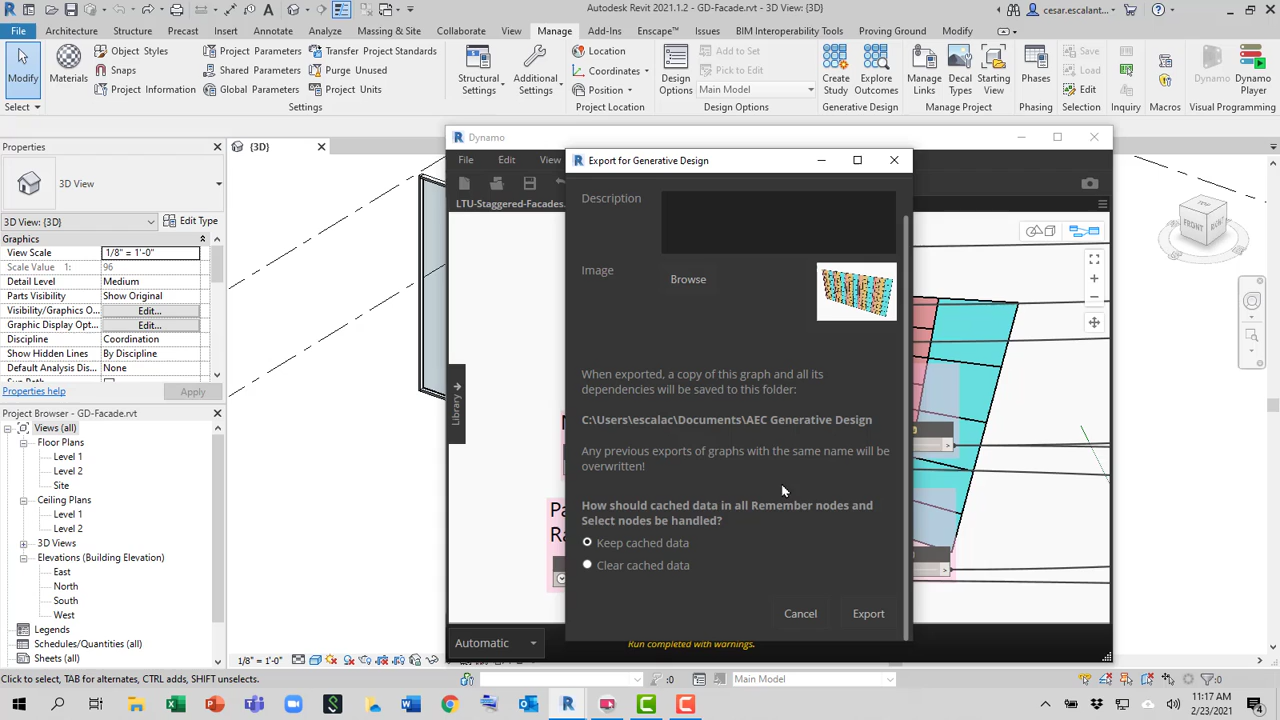 Autodesk Revit 2021.1.2 - GD-Facade.rvt - 3D View: {3D}
cesar.escalant...
File Architecture Structure Precast Insert Annotate Analyze Massing & Site Collaborate View Manage Add-Ins Enscape™ Issues BIM Interoperability Tools Proving Ground Modify
Modify
Select
Materials
Object Styles
Snaps
Project Information
Project Parameters
Shared Parameters
Global Parameters
Transfer Project Standards
Purge Unused
Project Units
Settings
Structural Settings
Additional Settings
Location
Coordinates
Position
Project Location
Design Options
Add to Set
Pick to Edit
Main Model
Design Options
Create Study
Explore Outcomes
Generative Design
Manage Links
Decal Types
Starting View
Manage Project
Phases
Phasing
Save
Load
Edit
Selection
Inquiry
Macros
Dynamo
Dynamo Player
Visual Programming
Properties
3D View
3D View: {3D}
Edit Type
Graphics
View Scale 1/8" = 1'-0"
Scale Value 1: 96
Detail Level Medium
Parts Visibility Show Original
Visibility/Graphics O... Edit...
Graphic Display Opt... Edit...
Discipline Coordination
Show Hidden Lines By Discipline
Default Analysis Dis... None
Properties help
Apply
Project Browser - GD-Facade.rvt
Views (all)
Floor Plans
Level 1
Level 2
Site
Ceiling Plans
Level 1
Level 2
3D Views
Elevations (Building Elevation)
East
North
South
West
Legends
Schedules/Quantities (all)
Sheets (all)
{3D}
FRONT
Dynamo
File Edit View
LTU-Staggered-Facades.
Library
Automatic
Run completed with warnings.
Export for Generative Design
Description
Image
Browse
When exported, a copy of this graph and all its
dependencies will be saved to this folder:
C:\Users\escalac\Documents\AEC Generative Design
Any previous exports of graphs with the same name will be
overwritten!
How should cached data in all Remember nodes and
Select nodes be handled?
Keep cached data
Clear cached data
Cancel Export
1/8" = 1'-0"
Click to select, TAB for alternates, CTRL adds, SHIFT unselects.
:0
Main Model
:0
11:17 AM
2/23/2021
4